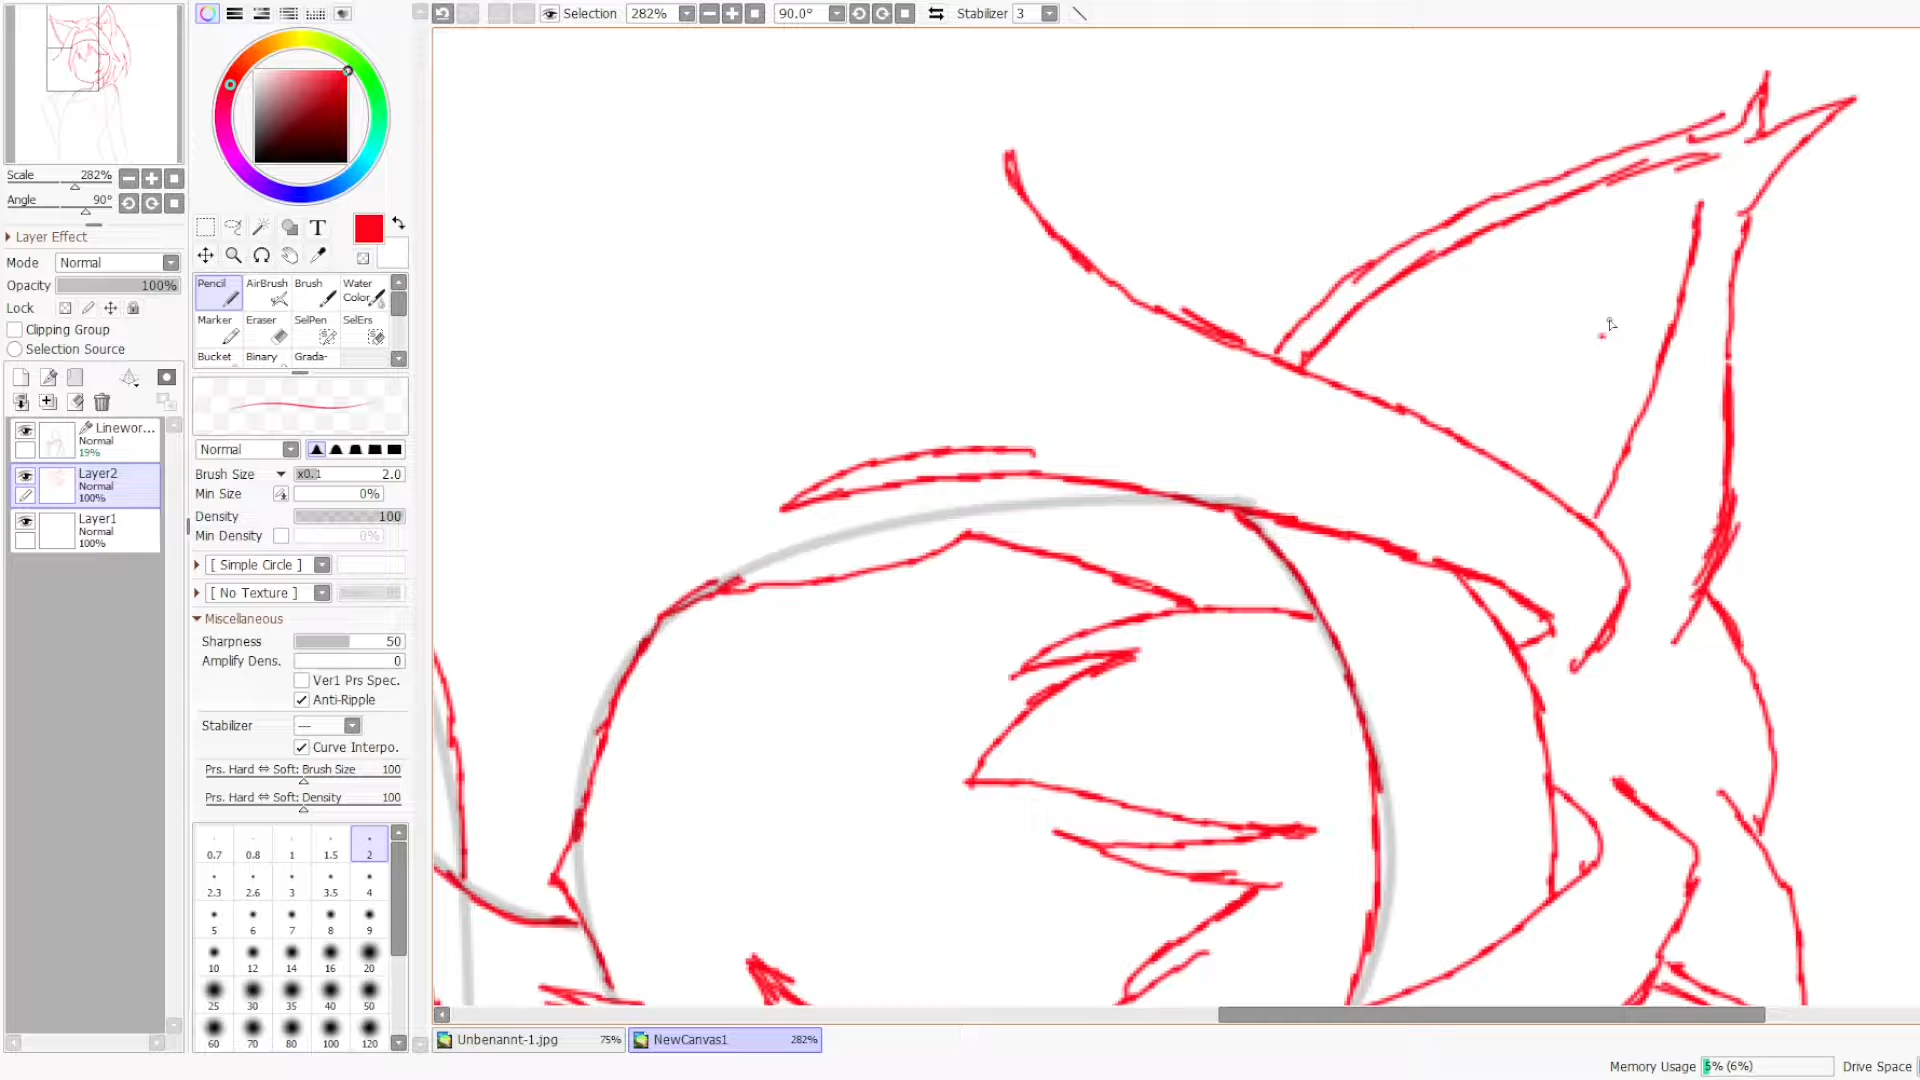 Selection 282% 90.0° Stabilizer 3
Scale 282%
Angle 90°
Layer Effect
Mode Normal
Opacity 100%
Lock
Clipping Group
Selection Source
Linewor...
Normal
19%
Layer2
Normal
100%
Layer1
Normal
100%
T
Pencil AirBrush Brush Water Color
Marker Eraser SelPen SelErs
Bucket Binary Grada-
Normal
Brush Size x0.1 2.0
Min Size 0%
Density 100
Min Density 0%
[ Simple Circle ]
[ No Texture ]
Miscellaneous
Sharpness 50
Amplify Dens. 0
Ver1 Prs Spec.
Anti-Ripple
Stabilizer ---
Curve Interpo.
Prs. Hard ⇔ Soft: Brush Size 100
Prs. Hard ⇔ Soft: Density 100
0.7 0.8 1 1.5 2
2.3 2.6 3 3.5 4
5 6 7 8 9
10 12 14 16 20
25 30 35 40 50
60 70 80 100 120
Unbenannt-1.jpg 75% NewCanvas1 282%
Memory Usage 5% (6%) Drive Space